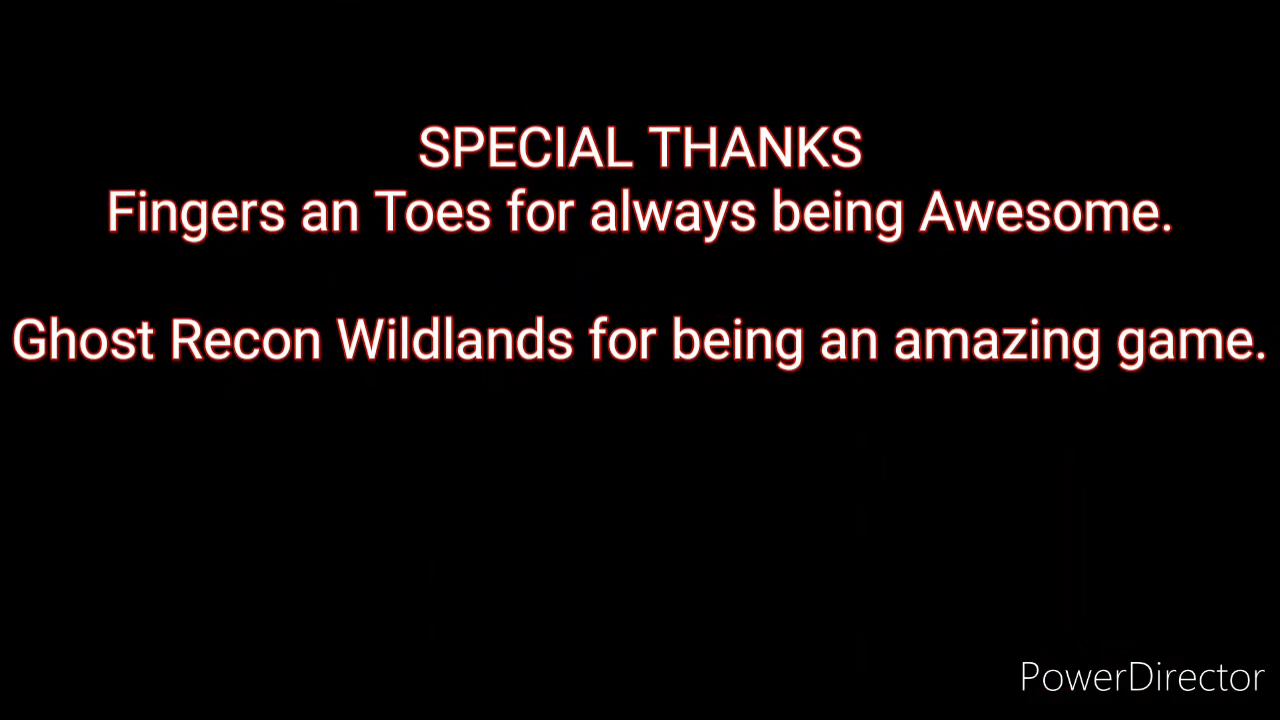 SPECIAL THANKS
Fingers an Toes for always being Awesome.
Ghost Recon Wildlands for being an amazing game.
PowerDirector